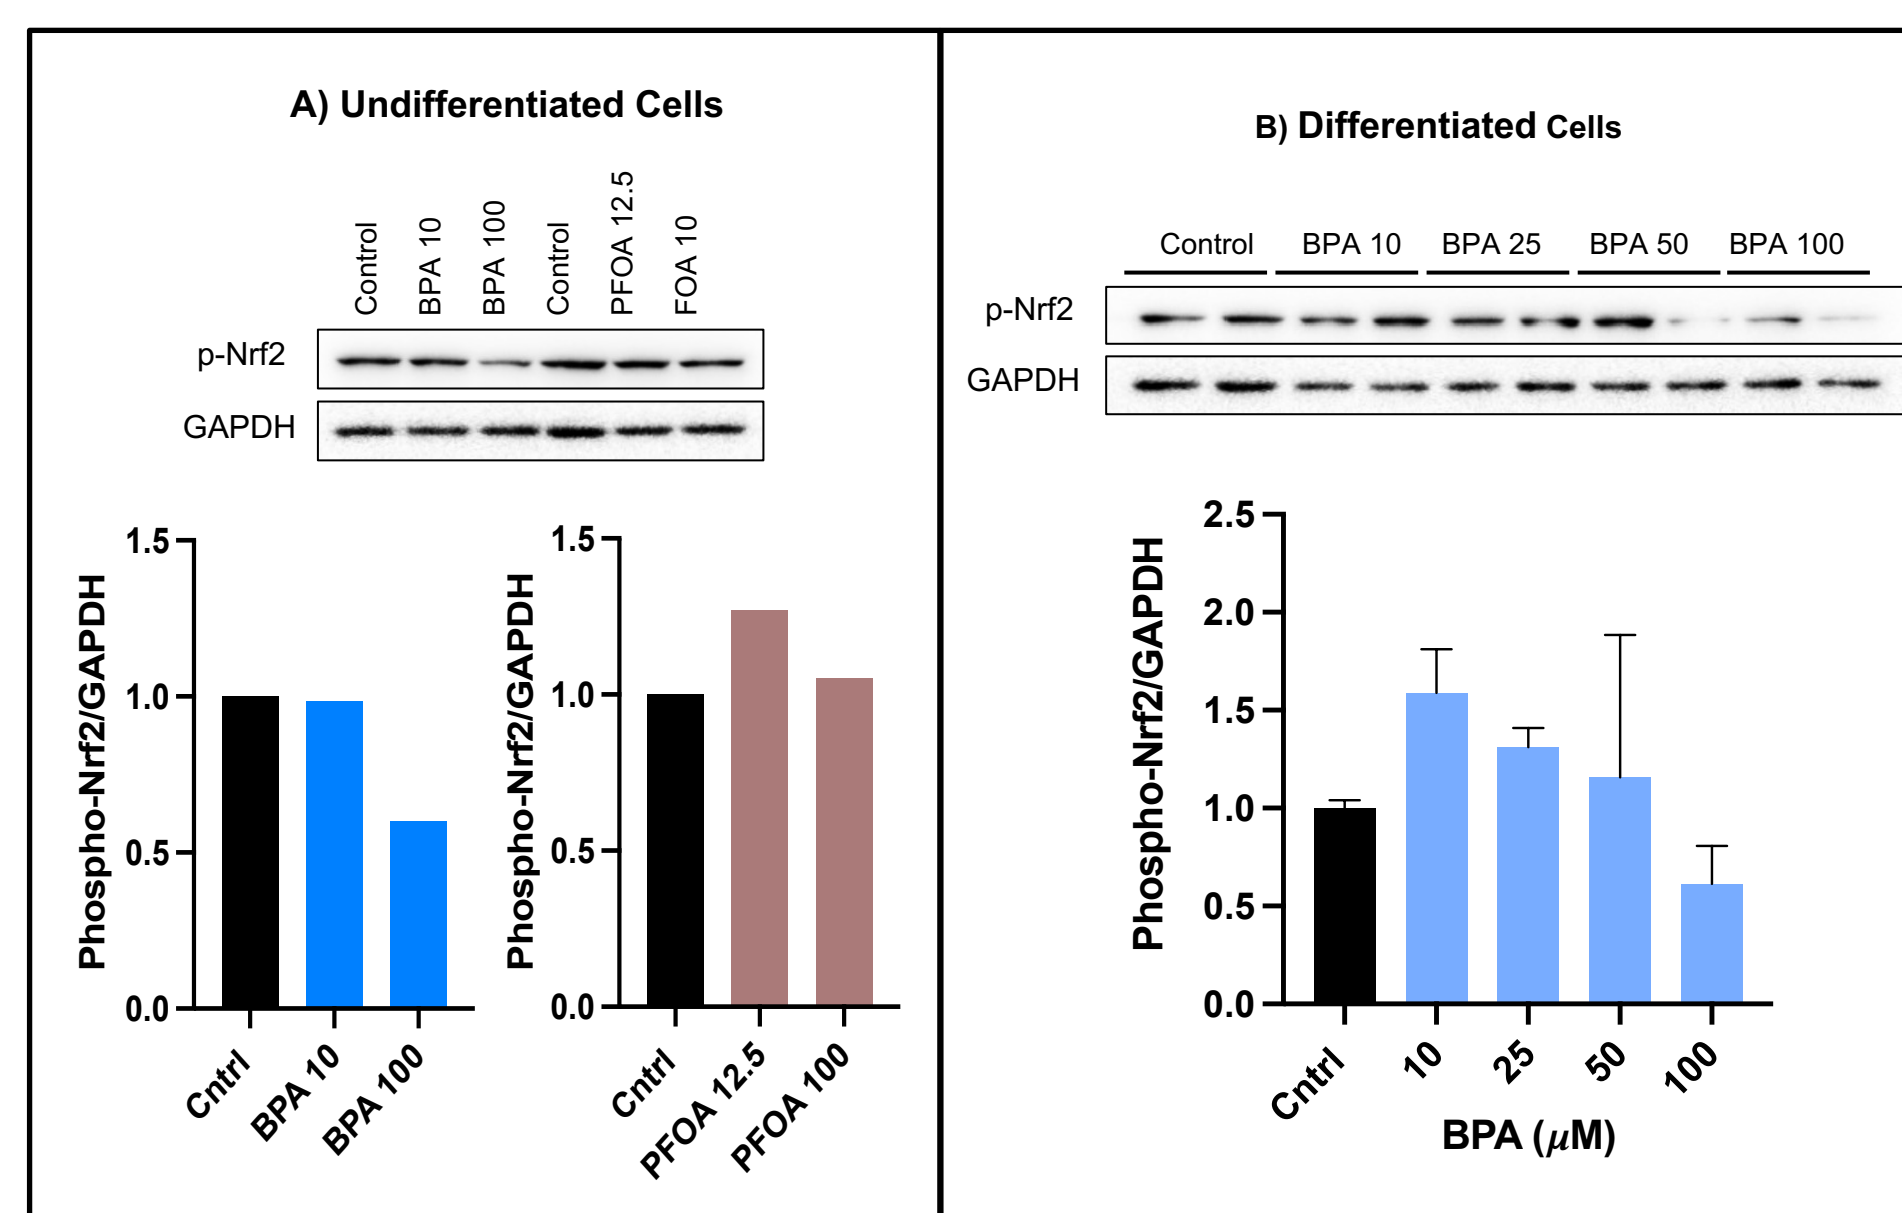 A) Undifferentiated Cells
Control
BPA 10
BPA 100
Control
PFOA 12.5
FOA 10
p-Nrf2
GAPDH
Phospho-Nrf2/GAPDH
1.5
1.0
0.5
0.0
Cntrl
BPA 10
BPA 100
Phospho-Nrf2/GAPDH
1.5
1.0
0.5
0.0
Cntrl
PFOA 12.5
PFOA 100
B) Differentiated Cells
Control BPA 10 BPA 25 BPA 50 BPA 100
p-Nrf2
GAPDH
Phospho-Nrf2/GAPDH
2.5
2.0
1.5
1.0
0.5
0.0
Cntrl
10
25
50
100
BPA (μM)